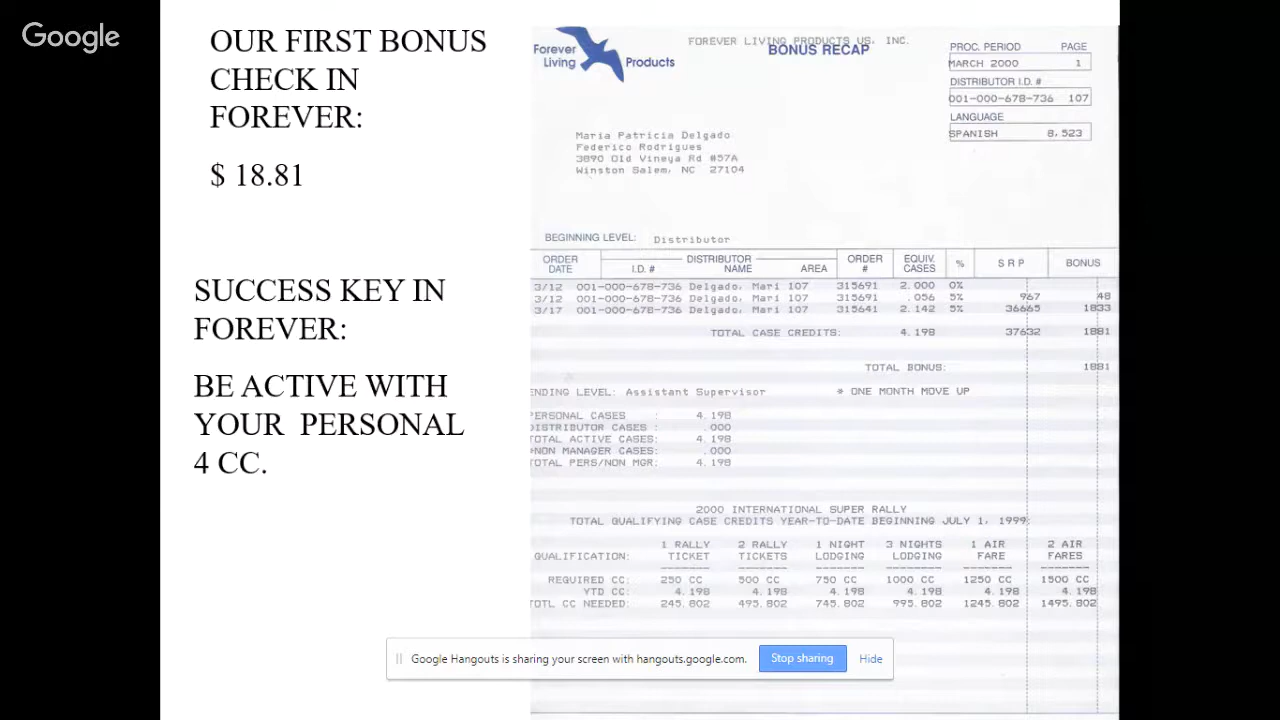 Google
OUR FIRST BONUS
CHECK IN
FOREVER:
$ 18.81
SUCCESS KEY IN
FOREVER:
BE ACTIVE WITH
YOUR PERSONAL
4 CC.
Forever
Living Products
FOREVER LIVING PRODUCTS US, INC.
BONUS RECAP
PROC. PERIOD PAGE
MARCH 2000 1
DISTRIBUTOR I.D. #
001-000-678-736 107
LANGUAGE
SPANISH 8,523
Maria Patricia Delgado
Federico Rodrigues
3890 Old Vineya Rd #57A
Winston Salem, NC 27104
BEGINNING LEVEL: Distributor
ORDER DISTRIBUTOR ORDER EQUIV. % S R P BONUS
DATE I.D. # NAME AREA # CASES
3/12 001-000-678-736 Delgado, Mari 107 315691 2.000 0%
3/12 001-000-678-736 Delgado, Mari 107 315691 .056 5% 967 48
3/17 001-000-678-736 Delgado, Mari 107 315641 2.142 5% 36665 1833
TOTAL CASE CREDITS: 4.198 37632 1881
TOTAL BONUS: 1881
ENDING LEVEL: Assistant Supervisor * ONE MONTH MOVE UP
PERSONAL CASES : 4.198
DISTRIBUTOR CASES : .000
TOTAL ACTIVE CASES: 4.198
NON MANAGER CASES: .000
TOTAL PERS/NON MGR: 4.198
2000 INTERNATIONAL SUPER RALLY
TOTAL QUALIFYING CASE CREDITS YEAR-TO-DATE BEGINNING JULY 1, 1999:
1 RALLY 2 RALLY 1 NIGHT 3 NIGHTS 1 AIR 2 AIR
QUALIFICATION: TICKET TICKETS LODGING LODGING FARE FARES
REQUIRED CC: 250 CC 500 CC 750 CC 1000 CC 1250 CC 1500 CC
YTD CC: 4.198 4.198 4.198 4.198 4.198 4.198
TOTL CC NEEDED: 245.802 495.802 745.802 995.802 1245.802 1495.802
Google Hangouts is sharing your screen with hangouts.google.com.
Stop sharing
Hide